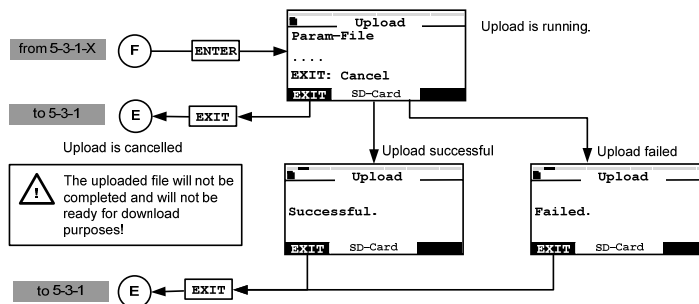 Upload
Param-File
....
EXIT: Cancel
EXIT SD-Card
Upload is running.
from 5-3-1-X F ENTER
to 5-3-1 E EXIT
Upload is cancelled
! The uploaded file will not be
completed and will not be
ready for download
purposes!
Upload successful
Upload
Successful.
EXIT SD-Card
Upload failed
Upload
Failed.
EXIT SD-Card
to 5-3-1 E EXIT